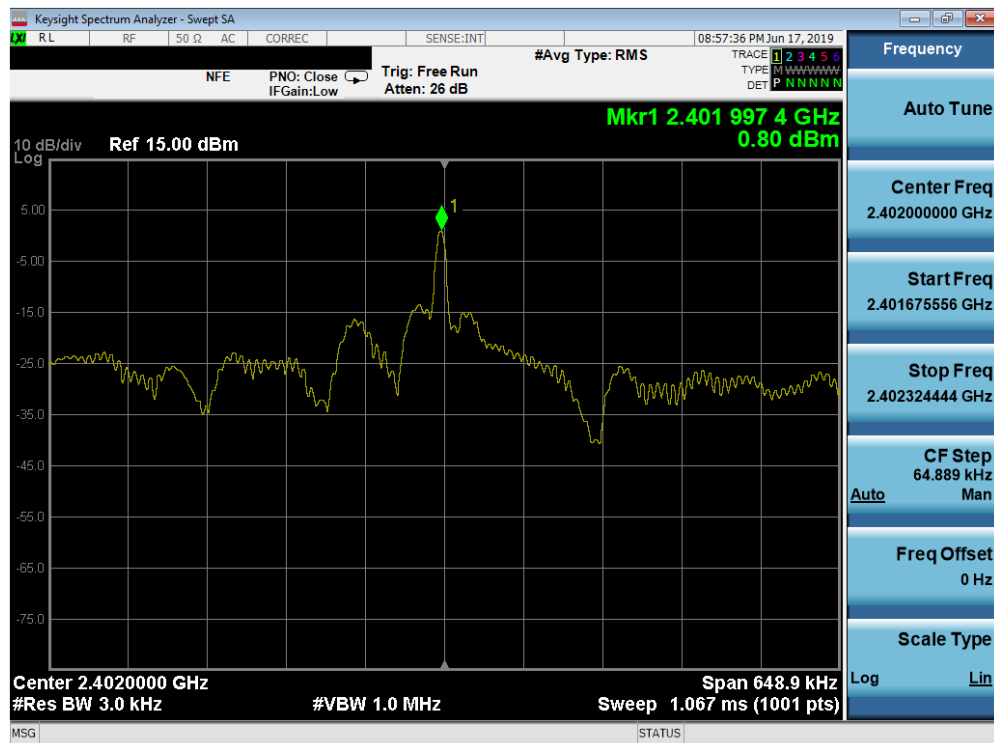 Keysight Spectrum Analyzer - Swept SA
LXI RL RF 50 Ω AC CORREC SENSE:INT 08:57:36 PM Jun 17, 2019
#Avg Type: RMS TRACE 1 2 3 4 5 6
NFE PNO: Close Trig: Free Run TYPE M WWWWW
IFGain:Low Atten: 26 dB DET P N N N N N
Mkr1 2.401 997 4 GHz
0.80 dBm
10 dB/div Ref 15.00 dBm
Log
1
5.00
-5.00
-15.0
-25.0
-35.0
-45.0
-55.0
-65.0
-75.0
Center 2.4020000 GHz Span 648.9 kHz
#Res BW 3.0 kHz #VBW 1.0 MHz Sweep 1.067 ms (1001 pts)
MSG STATUS
Frequency
Auto Tune
Center Freq
2.402000000 GHz
Start Freq
2.401675556 GHz
Stop Freq
2.402324444 GHz
CF Step
64.889 kHz
Auto Man
Freq Offset
0 Hz
Scale Type
Log Lin